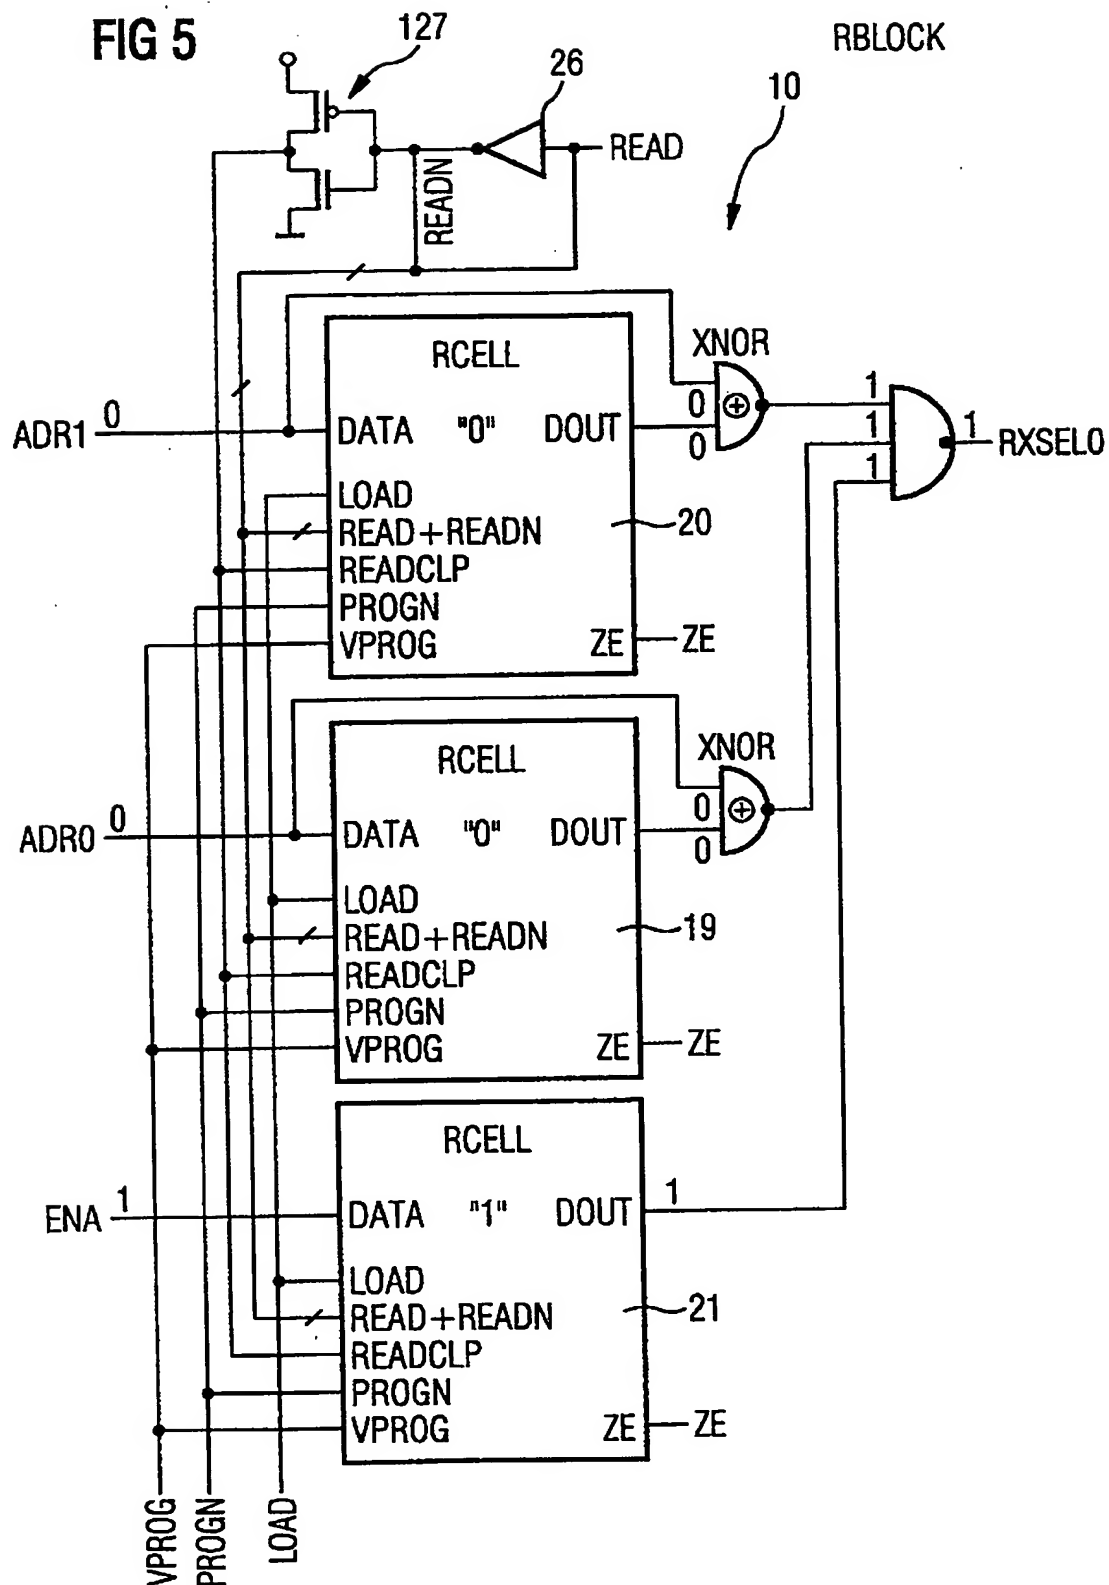 FIG 5
127
RBLOCK
26
10
READ
READN
XNOR
RCELL
ADR1
0
DATA
"0"
DOUT
0
0
1
1
1
1
RXSEL0
LOAD
READ+READN
READCLP
PROGN
VPROG
20
ZE
ZE
XNOR
RCELL
ADR0
0
DATA
"0"
DOUT
0
0
LOAD
READ+READN
READCLP
PROGN
VPROG
19
ZE
ZE
RCELL
ENA
1
DATA
"1"
DOUT
1
LOAD
READ+READN
READCLP
PROGN
VPROG
21
ZE
ZE
VPROG
PROGN
LOAD